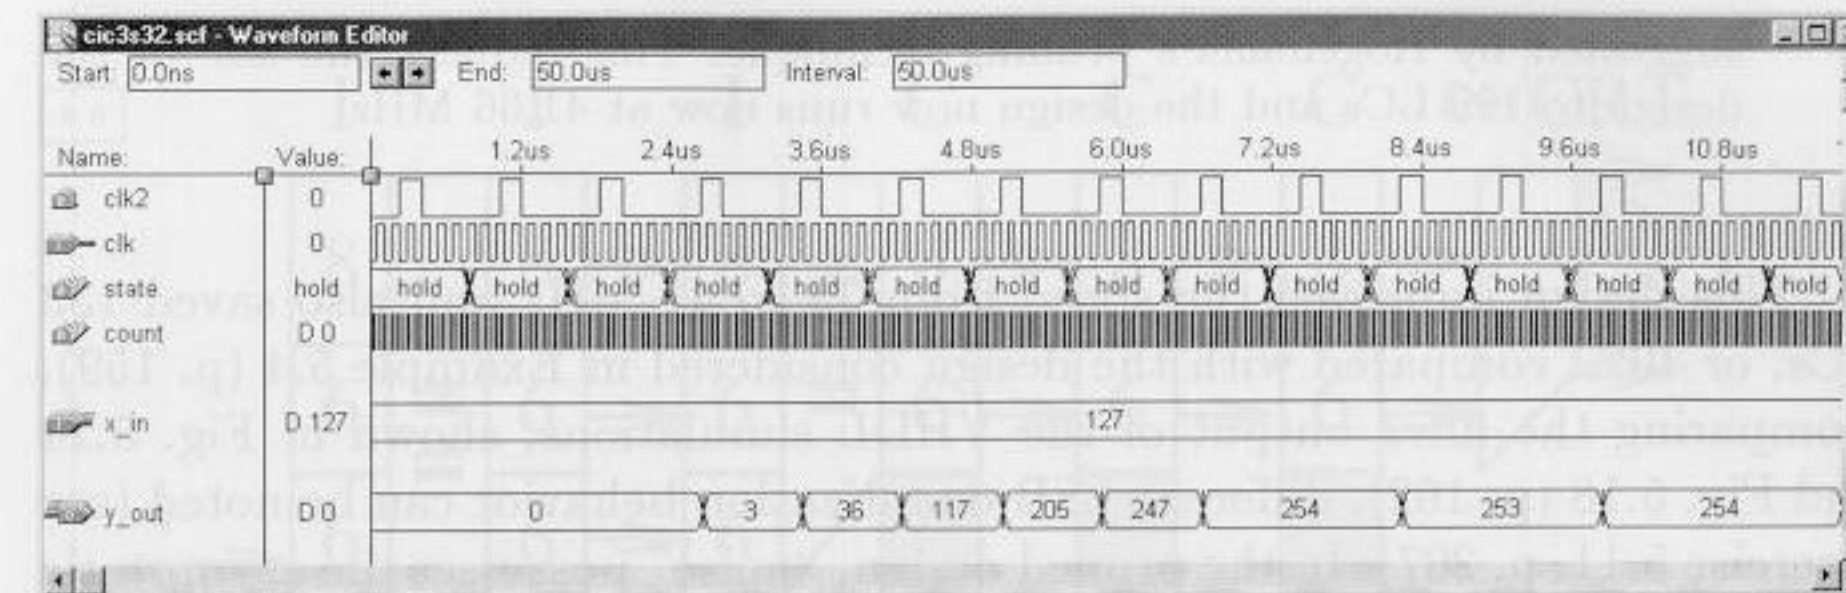 cic3s32.scf - Waveform Editor
Start: 0.0ns End: 50.0us Interval: 50.0us
Name: Value: 1.2us 2.4us 3.6us 4.8us 6.0us 7.2us 8.4us 9.6us 10.8us
clk2 0
clk 0
state hold hold hold hold hold hold hold hold hold hold hold hold hold hold hold hold
count D 0
x_in D 127 127
y_out D 0 0 3 36 117 205 247 254 253 254